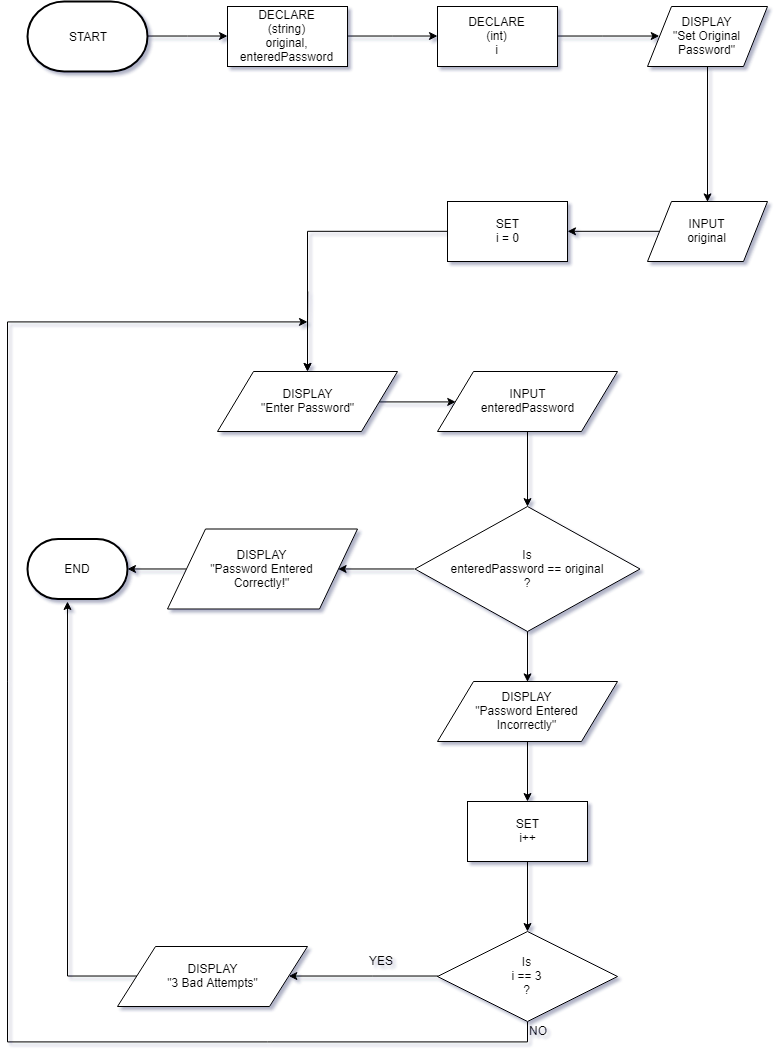 START
DECLARE
(string)
original,
enteredPassword
DECLARE
(int)
i
DISPLAY
"Set Original
Password"
INPUT
original
SET
i = 0
DISPLAY
"Enter Password"
INPUT
enteredPassword
Is
enteredPassword == original
?
DISPLAY
"Password Entered
Correctly!"
END
DISPLAY
"Password Entered
Incorrectly"
SET
i++
Is
i == 3
?
YES
DISPLAY
"3 Bad Attempts"
NO